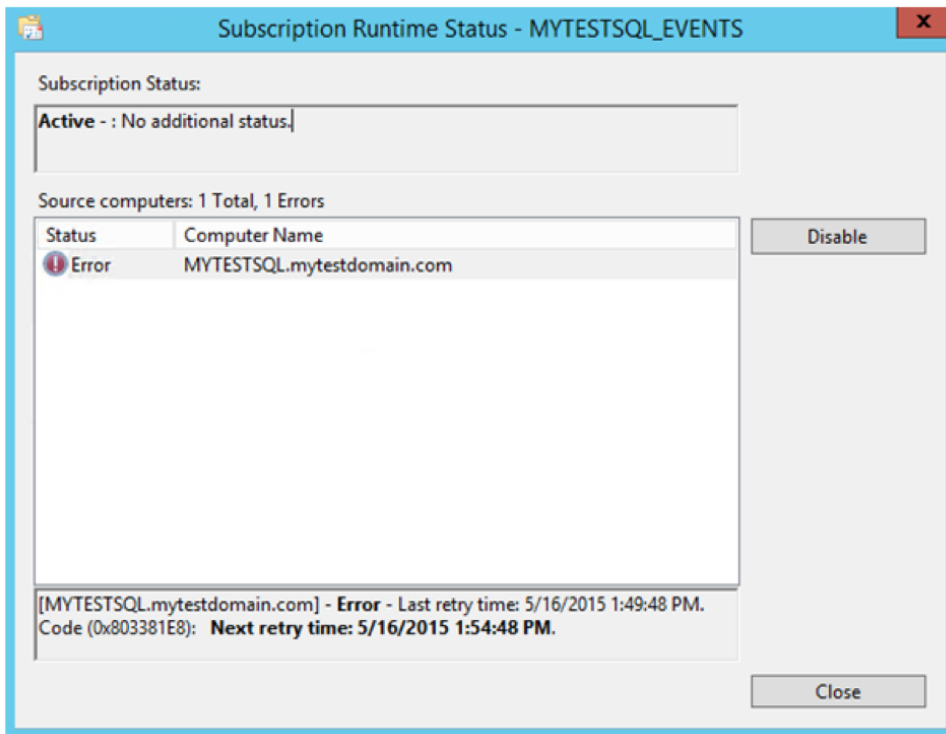 Subscription Runtime Status - MYTESTSQL_EVENTS
x
Subscription Status:
Active - : No additional status.
Source computers: 1 Total, 1 Errors
Status Computer Name
Disable
Error MYTESTSQL.mytestdomain.com
[MYTESTSQL.mytestdomain.com] - Error - Last retry time: 5/16/2015 1:49:48 PM.
Code (0x803381E8): Next retry time: 5/16/2015 1:54:48 PM.
Close